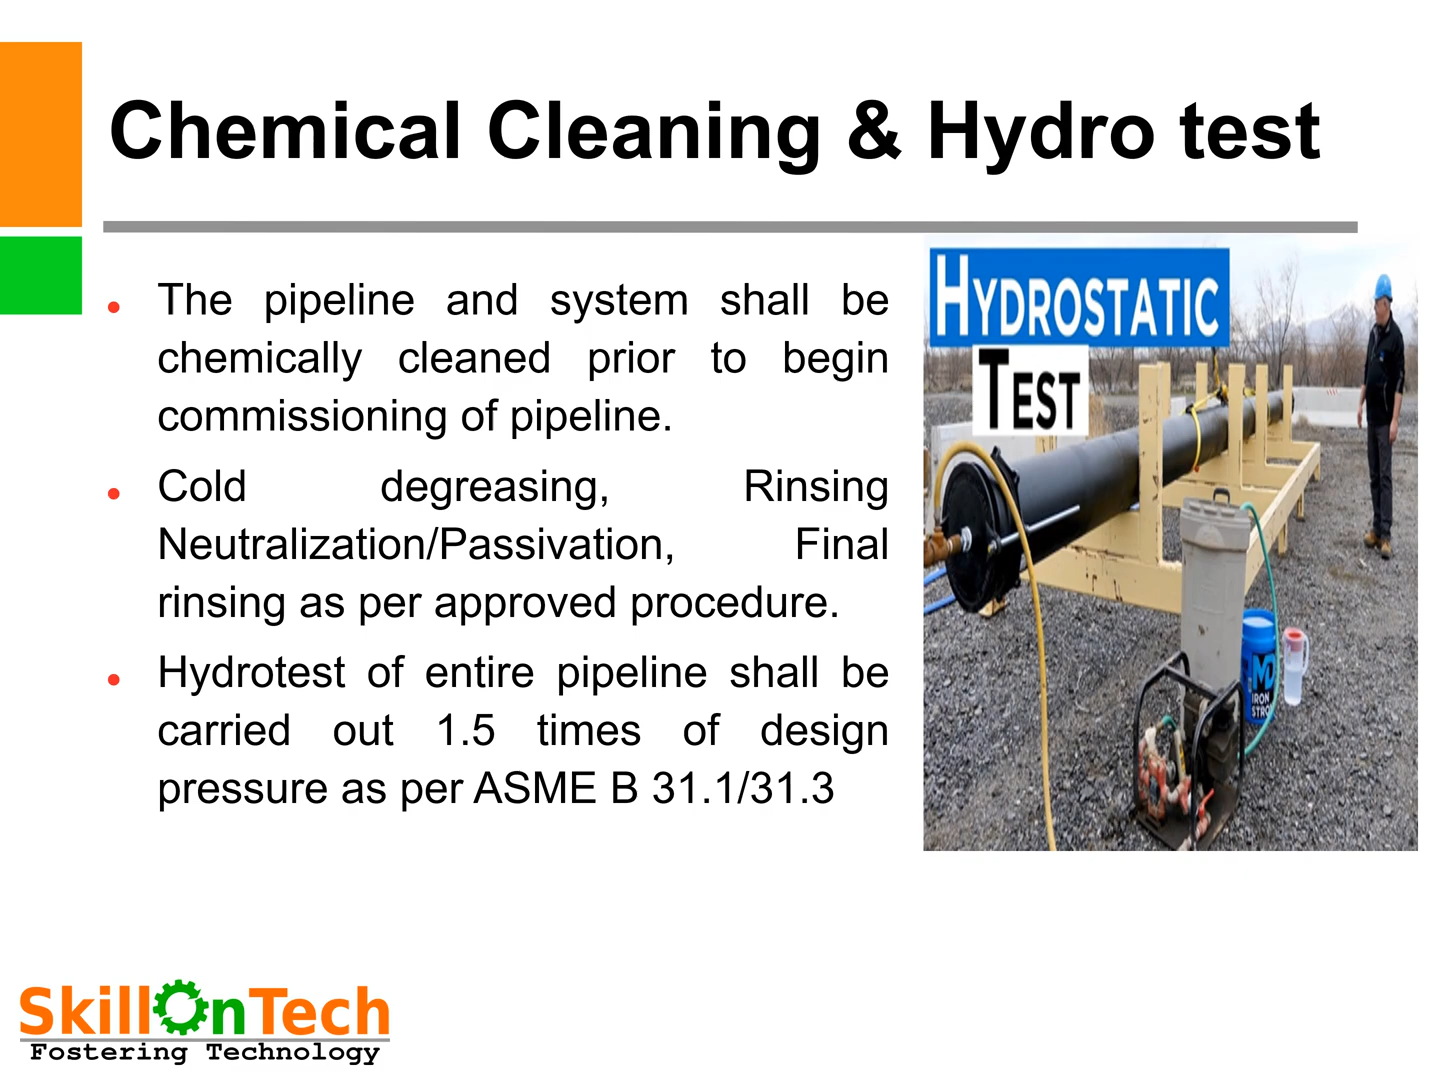 Chemical Cleaning & Hydro test
The pipeline and system shall be
chemically cleaned prior to begin
commissioning of pipeline.
Cold degreasing, Rinsing
Neutralization/Passivation, Final
rinsing as per approved procedure.
Hydrotest of entire pipeline shall be
carried out 1.5 times of design
pressure as per ASME B 31.1/31.3
HYDROSTATIC
TEST
IRON
SkillOnTech
Fostering Technology